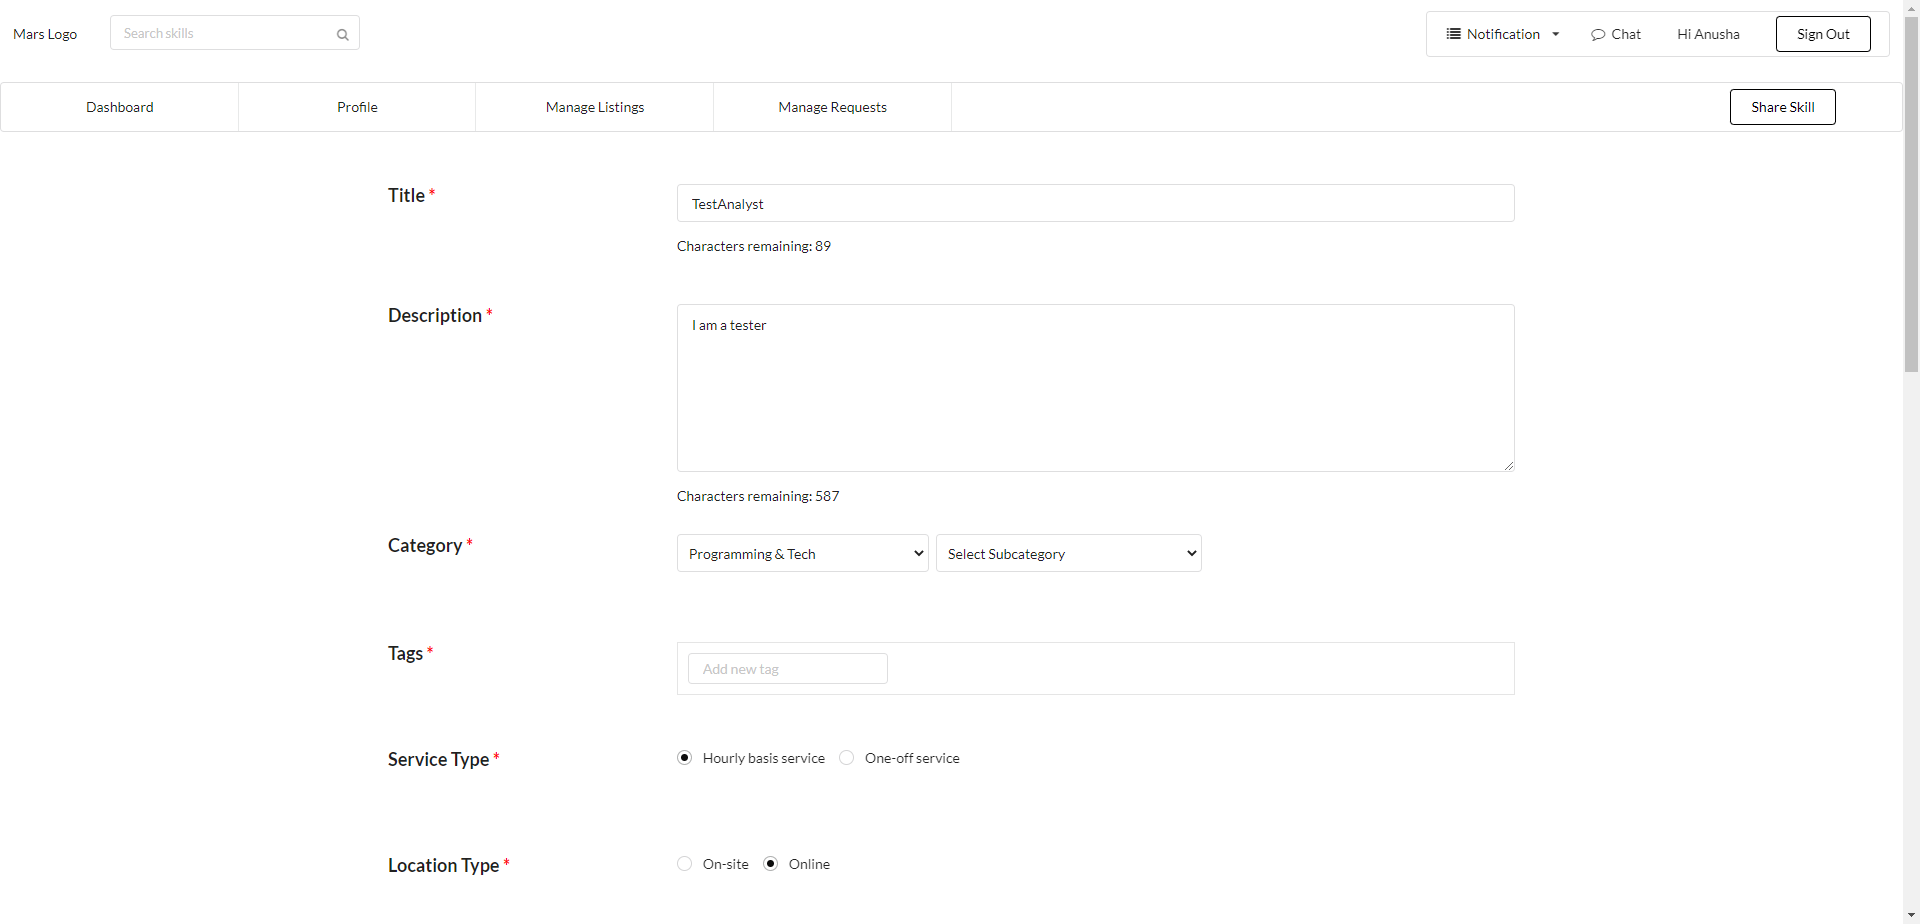 Mars Logo
Search skills
Notification
Chat
Hi Anusha
Sign Out
Dashboard
Profile
Manage Listings
Manage Requests
Share Skill
Title *
TestAnalyst
Characters remaining: 89
Description *
I am a tester
Characters remaining: 587
Category *
Programming & Tech
Select Subcategory
Tags *
Add new tag
Service Type *
Hourly basis service
One-off service
Location Type *
On-site
Online